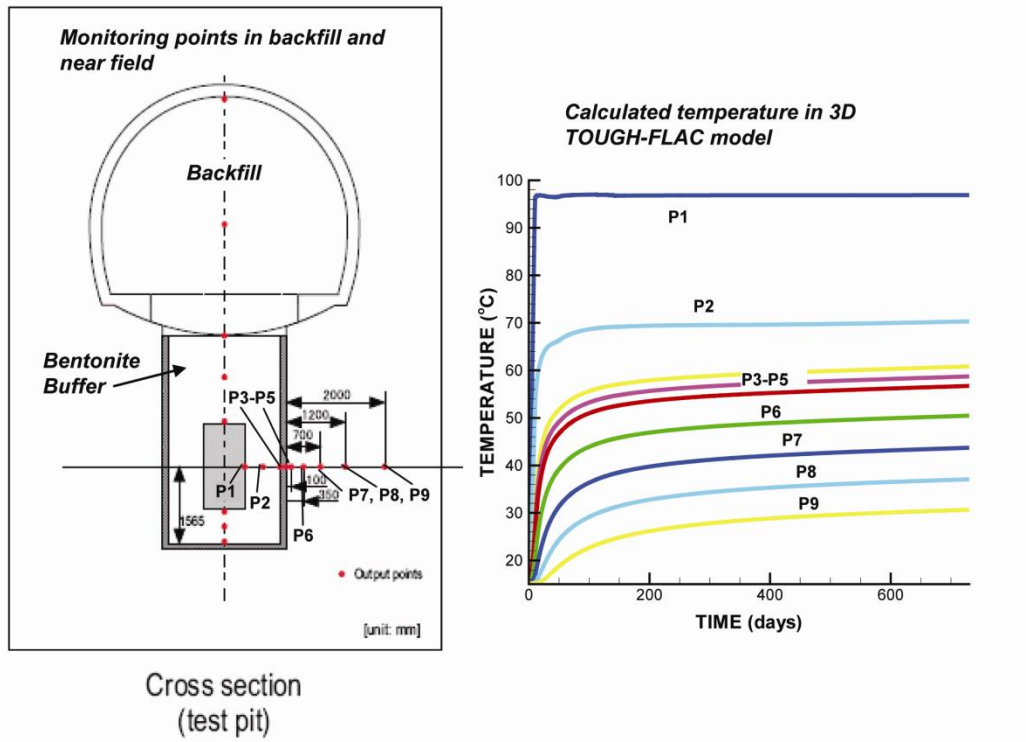 Monitoring points in backfill and
near field
Backfill
Bentonite
Buffer
P3-P5
2000
1200
700
P1
P2
100
350
P7, P8, P9
P6
1565
Output points
[unit: mm]
Cross section
(test pit)
Calculated temperature in 3D
TOUGH-FLAC model
TEMPERATURE (°C)
100
90
80
70
60
50
40
30
20
P1
P2
P3-P5
P6
P7
P8
P9
0
200
400
600
TIME (days)